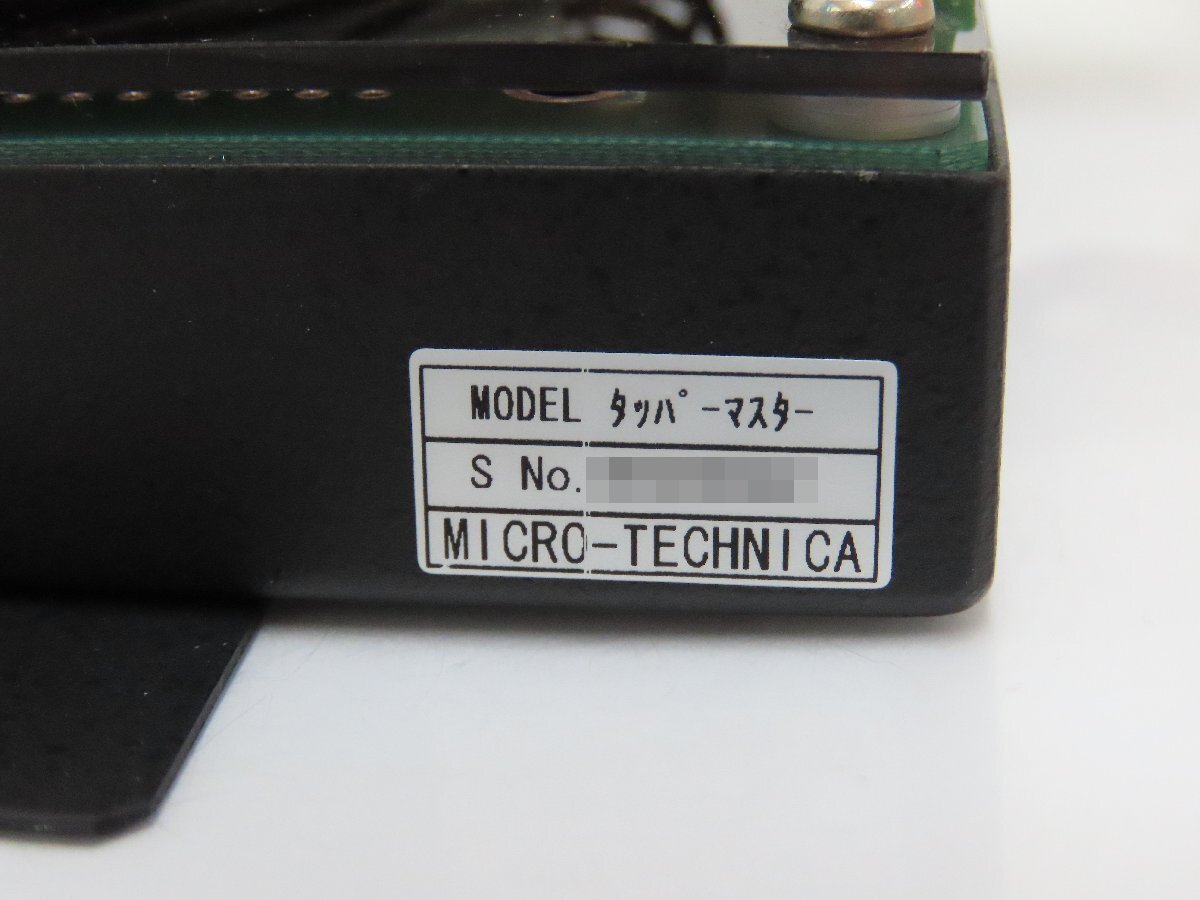 MODEL ﾀｯﾊﾟｰﾏｽﾀｰ
S No.
MICRO-TECHNICA